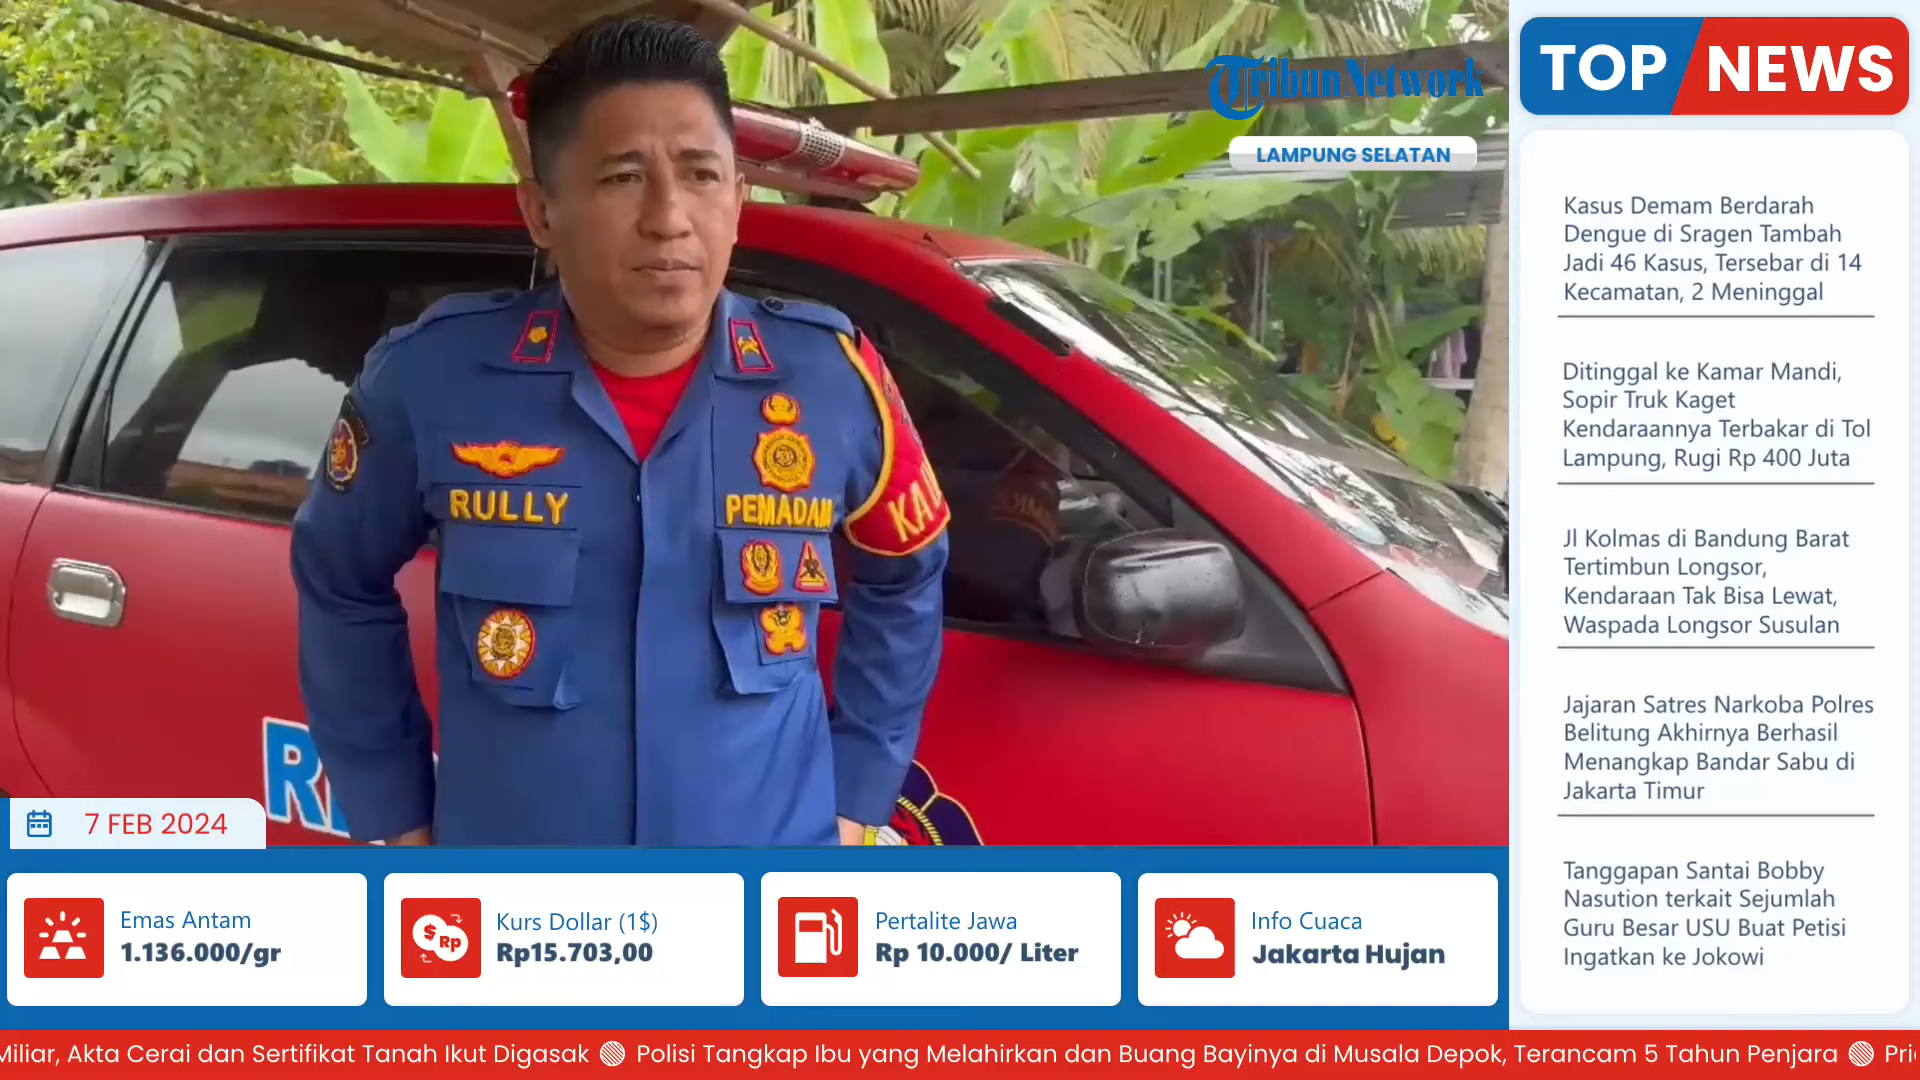 TribunNetwork
LAMPUNG SELATAN
RULLY
PEMADAM
7 FEB 2024
Emas Antam
1.136.000/gr
Kurs Dollar (1$)
Rp15.703,00
Pertalite Jawa
Rp 10.000/ Liter
Info Cuaca
Jakarta Hujan
TOP NEWS
Kasus Demam Berdarah
Dengue di Sragen Tambah
Jadi 46 Kasus, Tersebar di 14
Kecamatan, 2 Meninggal
Ditinggal ke Kamar Mandi,
Sopir Truk Kaget
Kendaraannya Terbakar di Tol
Lampung, Rugi Rp 400 Juta
Jl Kolmas di Bandung Barat
Tertimbun Longsor,
Kendaraan Tak Bisa Lewat,
Waspada Longsor Susulan
Jajaran Satres Narkoba Polres
Belitung Akhirnya Berhasil
Menangkap Bandar Sabu di
Jakarta Timur
Tanggapan Santai Bobby
Nasution terkait Sejumlah
Guru Besar USU Buat Petisi
Ingatkan ke Jokowi
Miliar, Akta Cerai dan Sertifikat Tanah Ikut Digasak Polisi Tangkap Ibu yang Melahirkan dan Buang Bayinya di Musala Depok, Terancam 5 Tahun Penjara